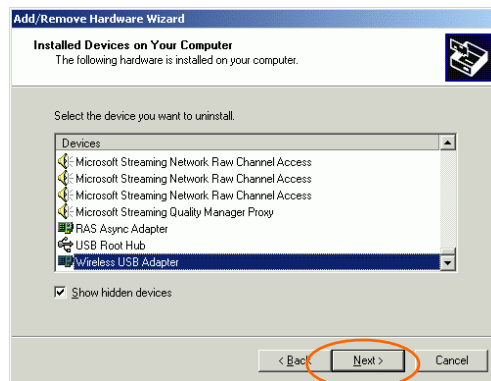 Add/Remove Hardware Wizard
Installed Devices on Your Computer
The following hardware is installed on your computer.
Select the device you want to uninstall.
Devices
Microsoft Streaming Network Raw Channel Access
Microsoft Streaming Network Raw Channel Access
Microsoft Streaming Network Raw Channel Access
Microsoft Streaming Quality Manager Proxy
RAS Async Adapter
USB Root Hub
Wireless USB Adapter
Show hidden devices
< Back Next > Cancel